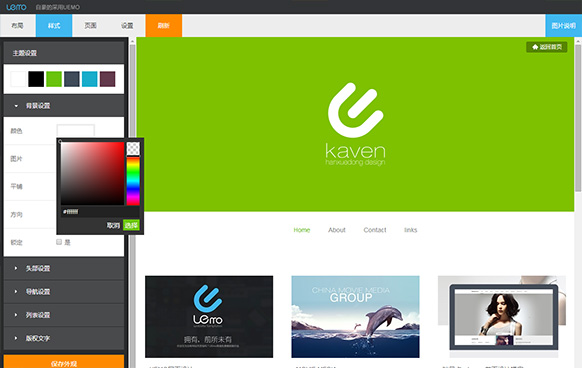 uemo 自豪的采用UEMO
布局 样式 页面 设置 刷新 图片说明
主题设置
返回首页
背景设置
颜色
图片
平铺
方向
锁定 是
#ffffff
取消 选择
头部设置
导航设置
列表设置
版权文字
保存外观
kaven
hanxuedong design
Home About Contact links
uemo
拥有，前所未有
CHINA MOVIE MEDIA
GROUP